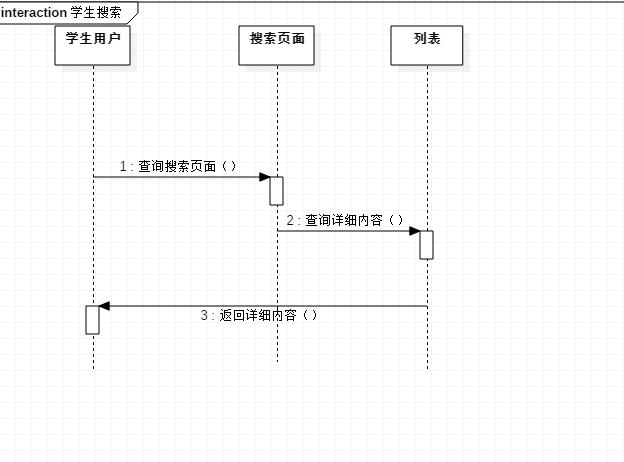 interaction 学生搜索
学生用户
搜索页面
列表
1 : 查询搜索页面（）
2 : 查询详细内容（）
3 : 返回详细内容（）